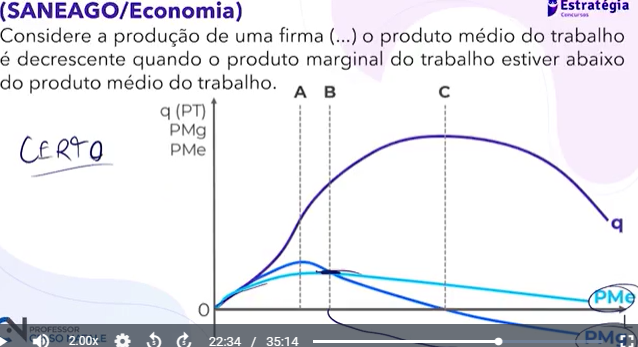 (SANEAGO/Economia)
Estratégia
Concursos
Considere a produção de uma firma (...) o produto médio do trabalho
é decrescente quando o produto marginal do trabalho estiver abaixo
do produto médio do trabalho.
A B C
q (PT)
PMg
PMe
CERTO
q
PMe
O
L
PROFESSOR
2.00x
22:34 / 35:14
PMg